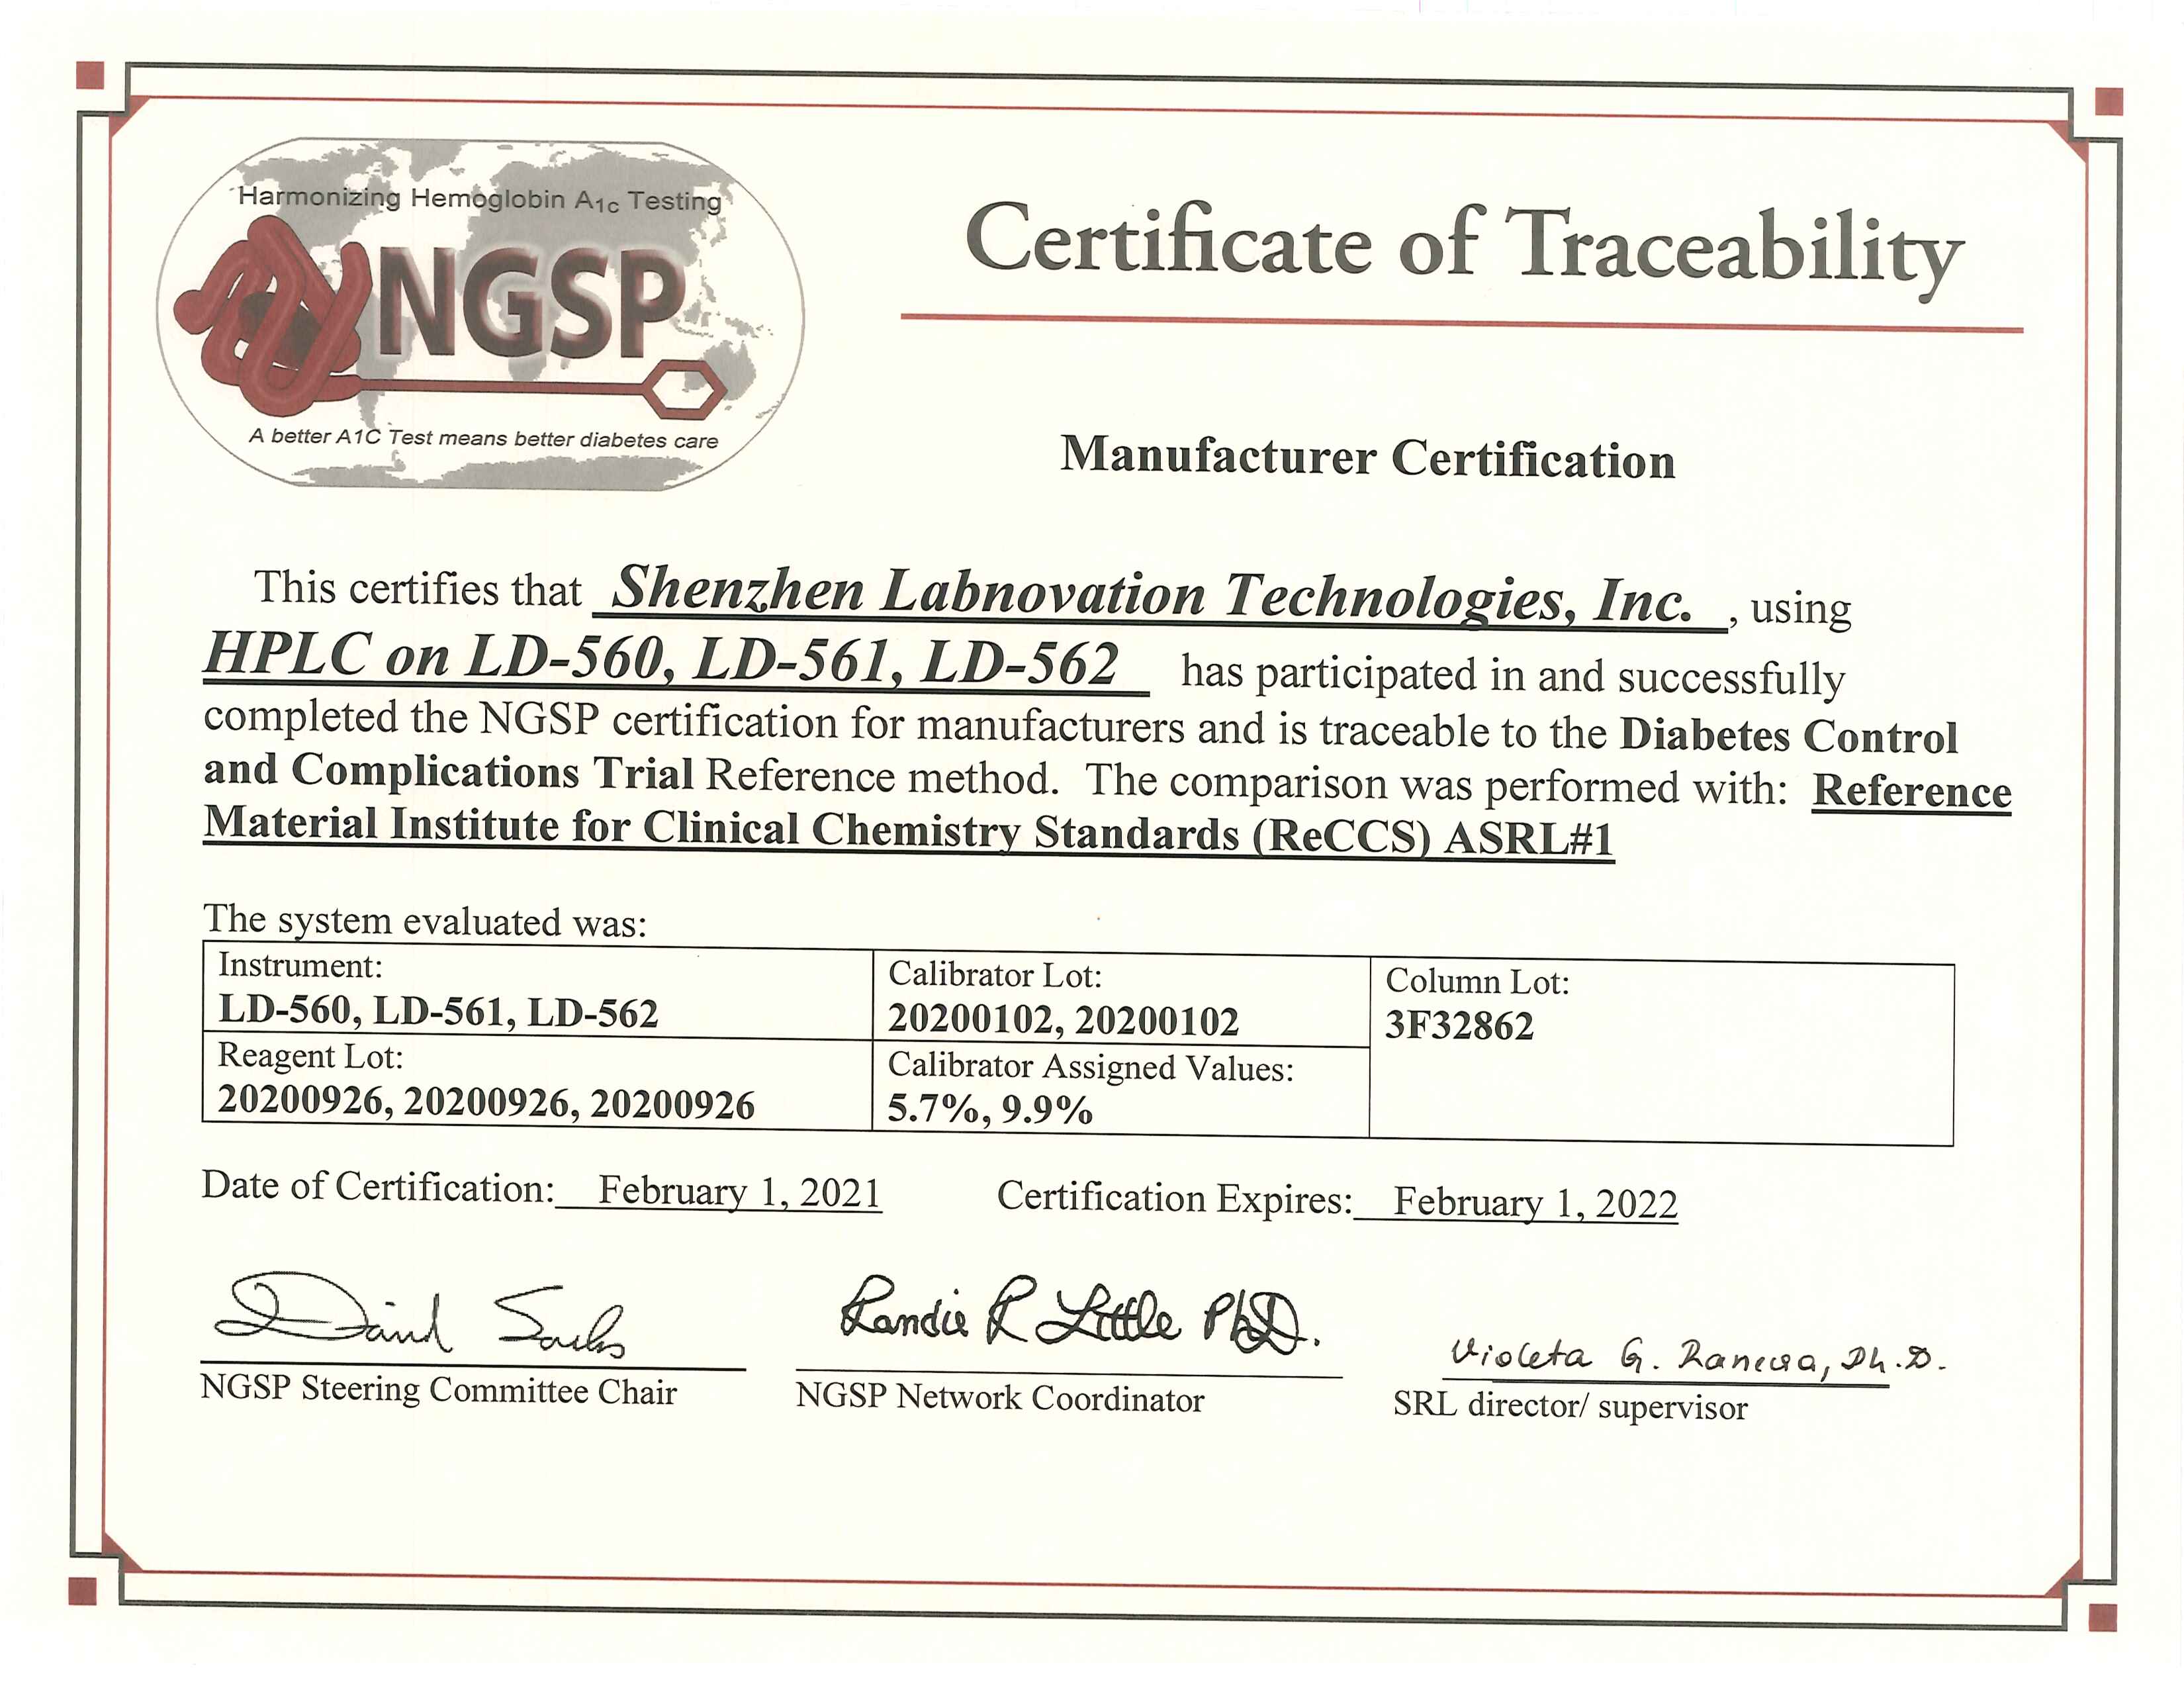 Harmonizing Hemoglobin A1c Testing
NGSP
A better A1C Test means better diabetes care
Certificate of Traceability
Manufacturer Certification
This certifies that Shenzhen Labnovation Technologies, Inc. , using
HPLC on LD-560, LD-561, LD-562 has participated in and successfully
completed the NGSP certification for manufacturers and is traceable to the Diabetes Control
and Complications Trial Reference method. The comparison was performed with: Reference
Material Institute for Clinical Chemistry Standards (ReCCS) ASRL#1
The system evaluated was:
Instrument:
LD-560, LD-561, LD-562
Calibrator Lot:
20200102, 20200102
Column Lot:
3F32862
Reagent Lot:
20200926, 20200926, 20200926
Calibrator Assigned Values:
5.7%, 9.9%
Date of Certification: February 1, 2021 Certification Expires: February 1, 2022
David Sacks
Randie R Little PhD.
Violeta G. Raneva, Ph.D.
NGSP Steering Committee Chair
NGSP Network Coordinator
SRL director/ supervisor